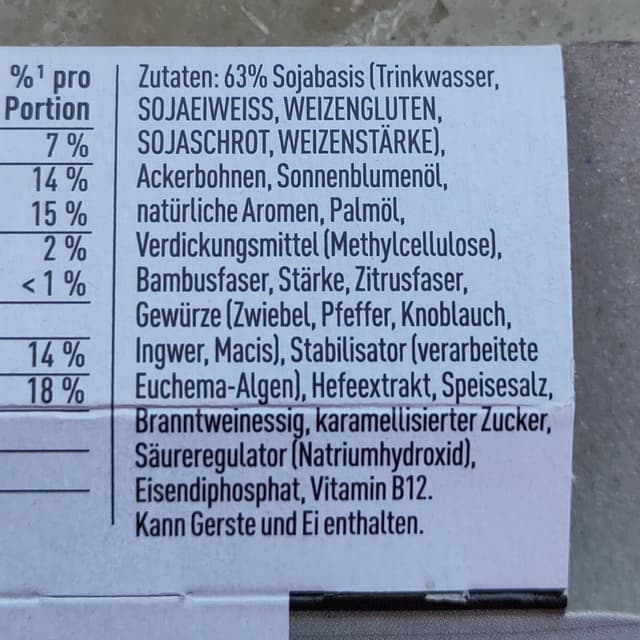 %¹ pro
Portion
7 %
14 %
15 %
2 %
< 1 %
14 %
18 %
Zutaten: 63% Sojabasis (Trinkwasser,
SOJAEIWEISS, WEIZENGLUTEN,
SOJASCHROT, WEIZENSTÄRKE),
Ackerbohnen, Sonnenblumenöl,
natürliche Aromen, Palmöl,
Verdickungsmittel (Methylcellulose),
Bambusfaser, Stärke, Zitrusfaser,
Gewürze (Zwiebel, Pfeffer, Knoblauch,
Ingwer, Macis), Stabilisator (verarbeitete
Euchema-Algen), Hefeextrakt, Speisesalz,
Branntweinessig, karamellisierter Zucker,
Säureregulator (Natriumhydroxid),
Eisendiphosphat, Vitamin B12.
Kann Gerste und Ei enthalten.